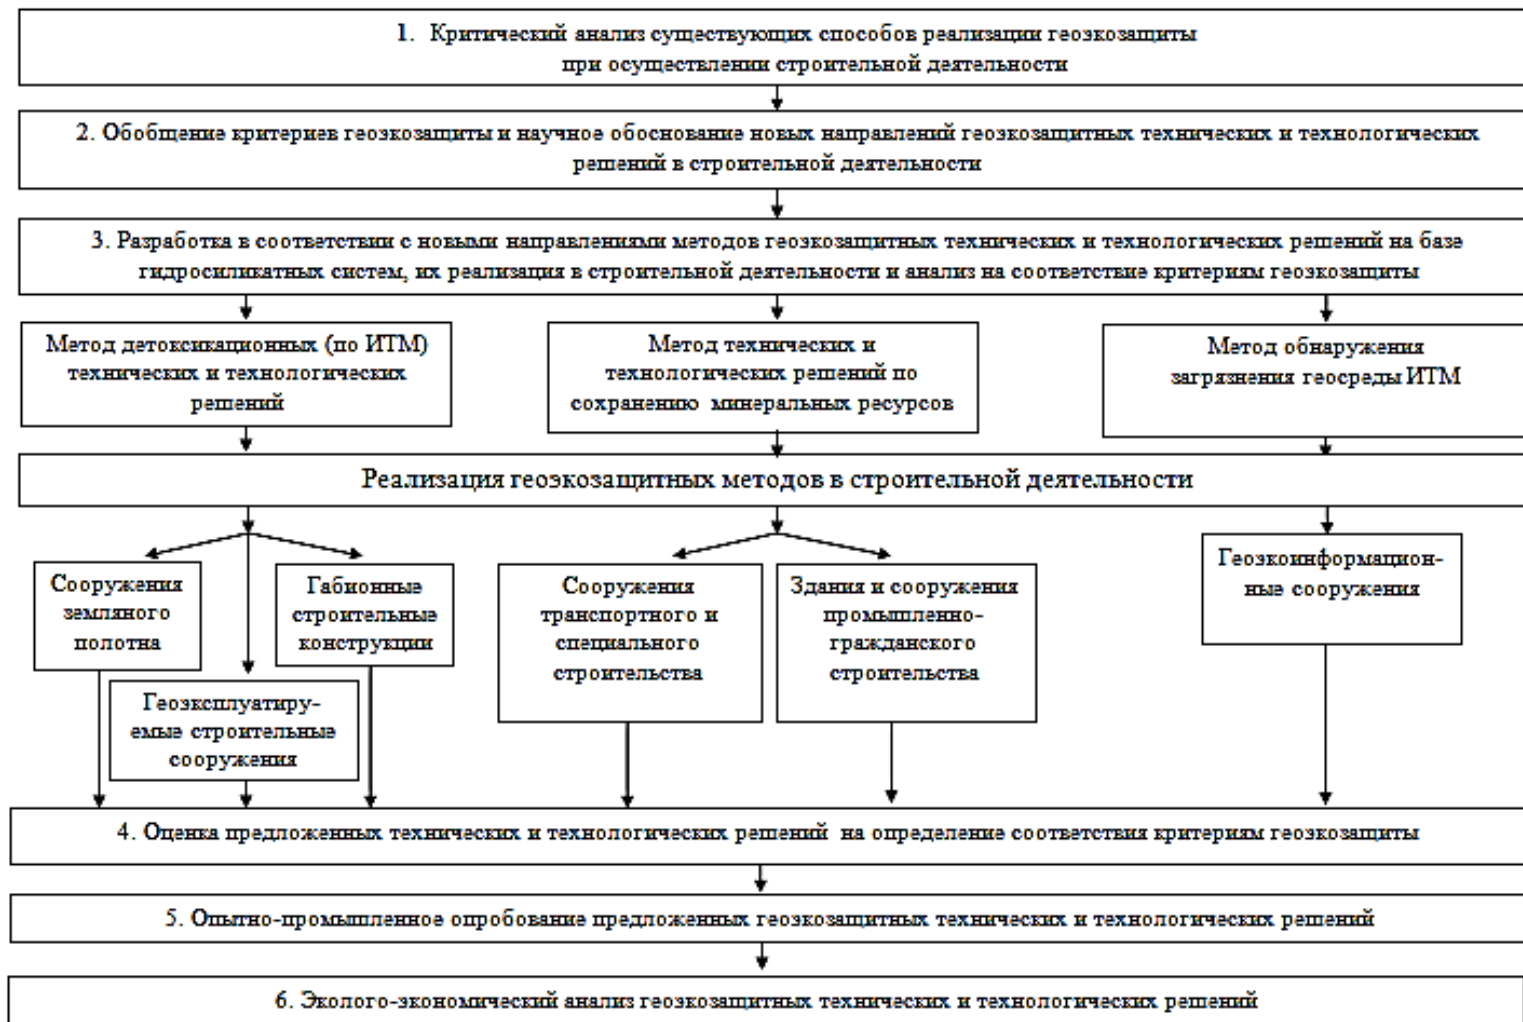 1. Критический анализ существующих способов реализации геоэкозащиты
при осуществлении строительной деятельности
2. Обобщение критериев геоэкозащиты и научное обоснование новых направлений геоэкозащитных технических и технологических
решений в строительной деятельности
3. Разработка в соответствии с новыми направлениями методов геоэкозащитных технических и технологических решений на базе
гидросиликатных систем, их реализация в строительной деятельности и анализ на соответствие критериям геоэкозащиты
Метод детоксикационных (по ИТМ)
технических и технологических
решений
Метод технических и
технологических решений по
сохранению минеральных ресурсов
Метод обнаружения
загрязнения геосреды ИТМ
Реализация геоэкозащитных методов в строительной деятельности
Сооружения
земляного
полотна
Габионные
строительные
конструкции
Геоэксплуатиру-
емые строительные
сооружения
Сооружения
транспортного и
специального
строительства
Здания и сооружения
промышленно-
гражданского
строительства
Геоэкоинформацион-
ные сооружения
4. Оценка предложенных технических и технологических решений на определение соответствия критериям геоэкозащиты
5. Опытно-промышленное опробование предложенных геоэкозащитных технических и технологических решений
6. Эколого-экономический анализ геоэкозащитных технических и технологических решений